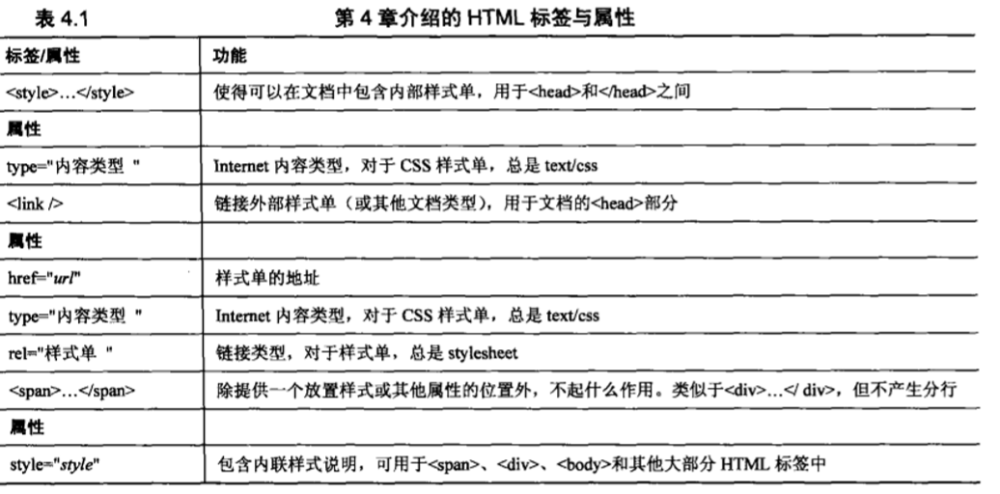 表 4.1 第 4 章介绍的 HTML 标签与属性
标签/属性 功能
<style>…</style> 使得可以在文档中包含内部样式单，用于<head>和</head>之间
属性
type="内容类型 " Internet 内容类型，对于 CSS 样式单，总是 text/css
<link /> 链接外部样式单（或其他文档类型），用于文档的<head>部分
属性
href="url" 样式单的地址
type="内容类型 " Internet 内容类型，对于 CSS 样式单，总是 text/css
rel="样式单 " 链接类型，对于样式单，总是 stylesheet
<span>…</span> 除提供一个放置样式或其他属性的位置外，不起什么作用。类似于<div>…</ div>，但不产生分行
属性
style="style" 包含内联样式说明，可用于<span>、<div>、<body>和其他大部分 HTML 标签中